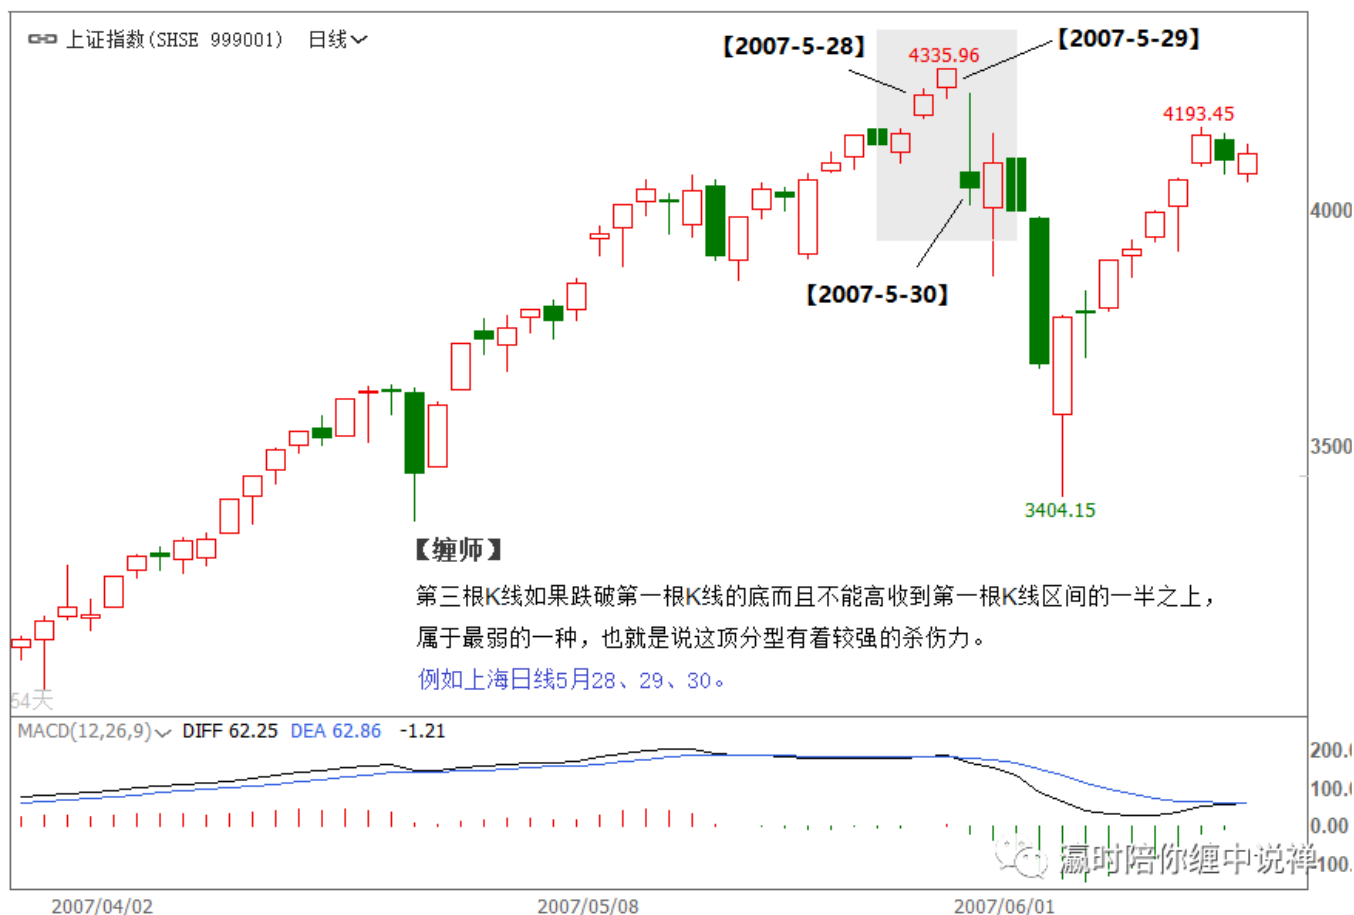 上证指数(SHSE 999001) 日线
【2007-5-28】
4335.96
【2007-5-29】
4193.45
4000
【2007-5-30】
3500
3404.15
【缠师】
第三根K线如果跌破第一根K线的底而且不能高收到第一根K线区间的一半之上，
属于最弱的一种，也就是说这顶分型有着较强的杀伤力。
例如上海日线5月28、29、30。
54天
MACD(12,26,9) DIFF 62.25 DEA 62.86 -1.21
200.0
100.0
0.00
-100.
瀛时陪你缠中说禅
2007/04/02 2007/05/08 2007/06/01